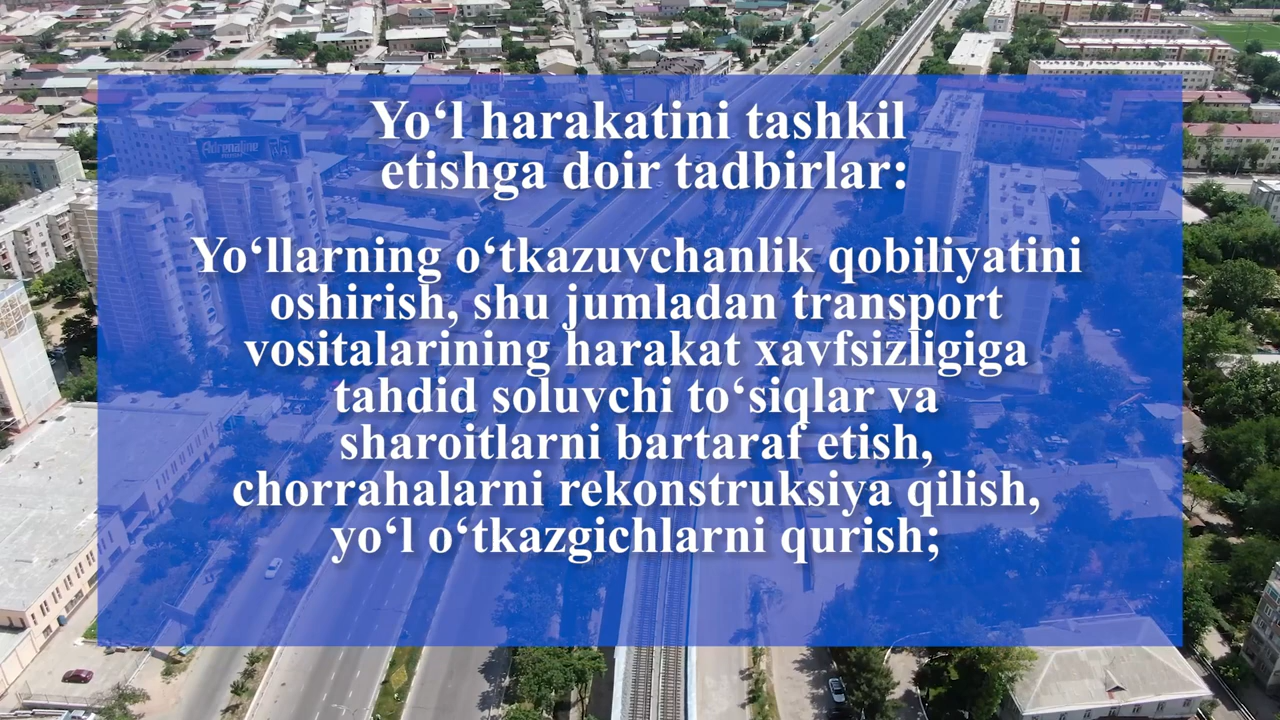 Yo‘l harakatini tashkil
etishga doir tadbirlar:
Yo‘llarning o‘tkazuvchanlik qobiliyatini
oshirish, shu jumladan transport
vositalarining harakat xavfsizligiga
tahdid soluvchi to‘siqlar va
sharoitlarni bartaraf etish,
chorrahalarni rekonstruksiya qilish,
yo‘l o‘tkazgichlarni qurish;
Adrenaline